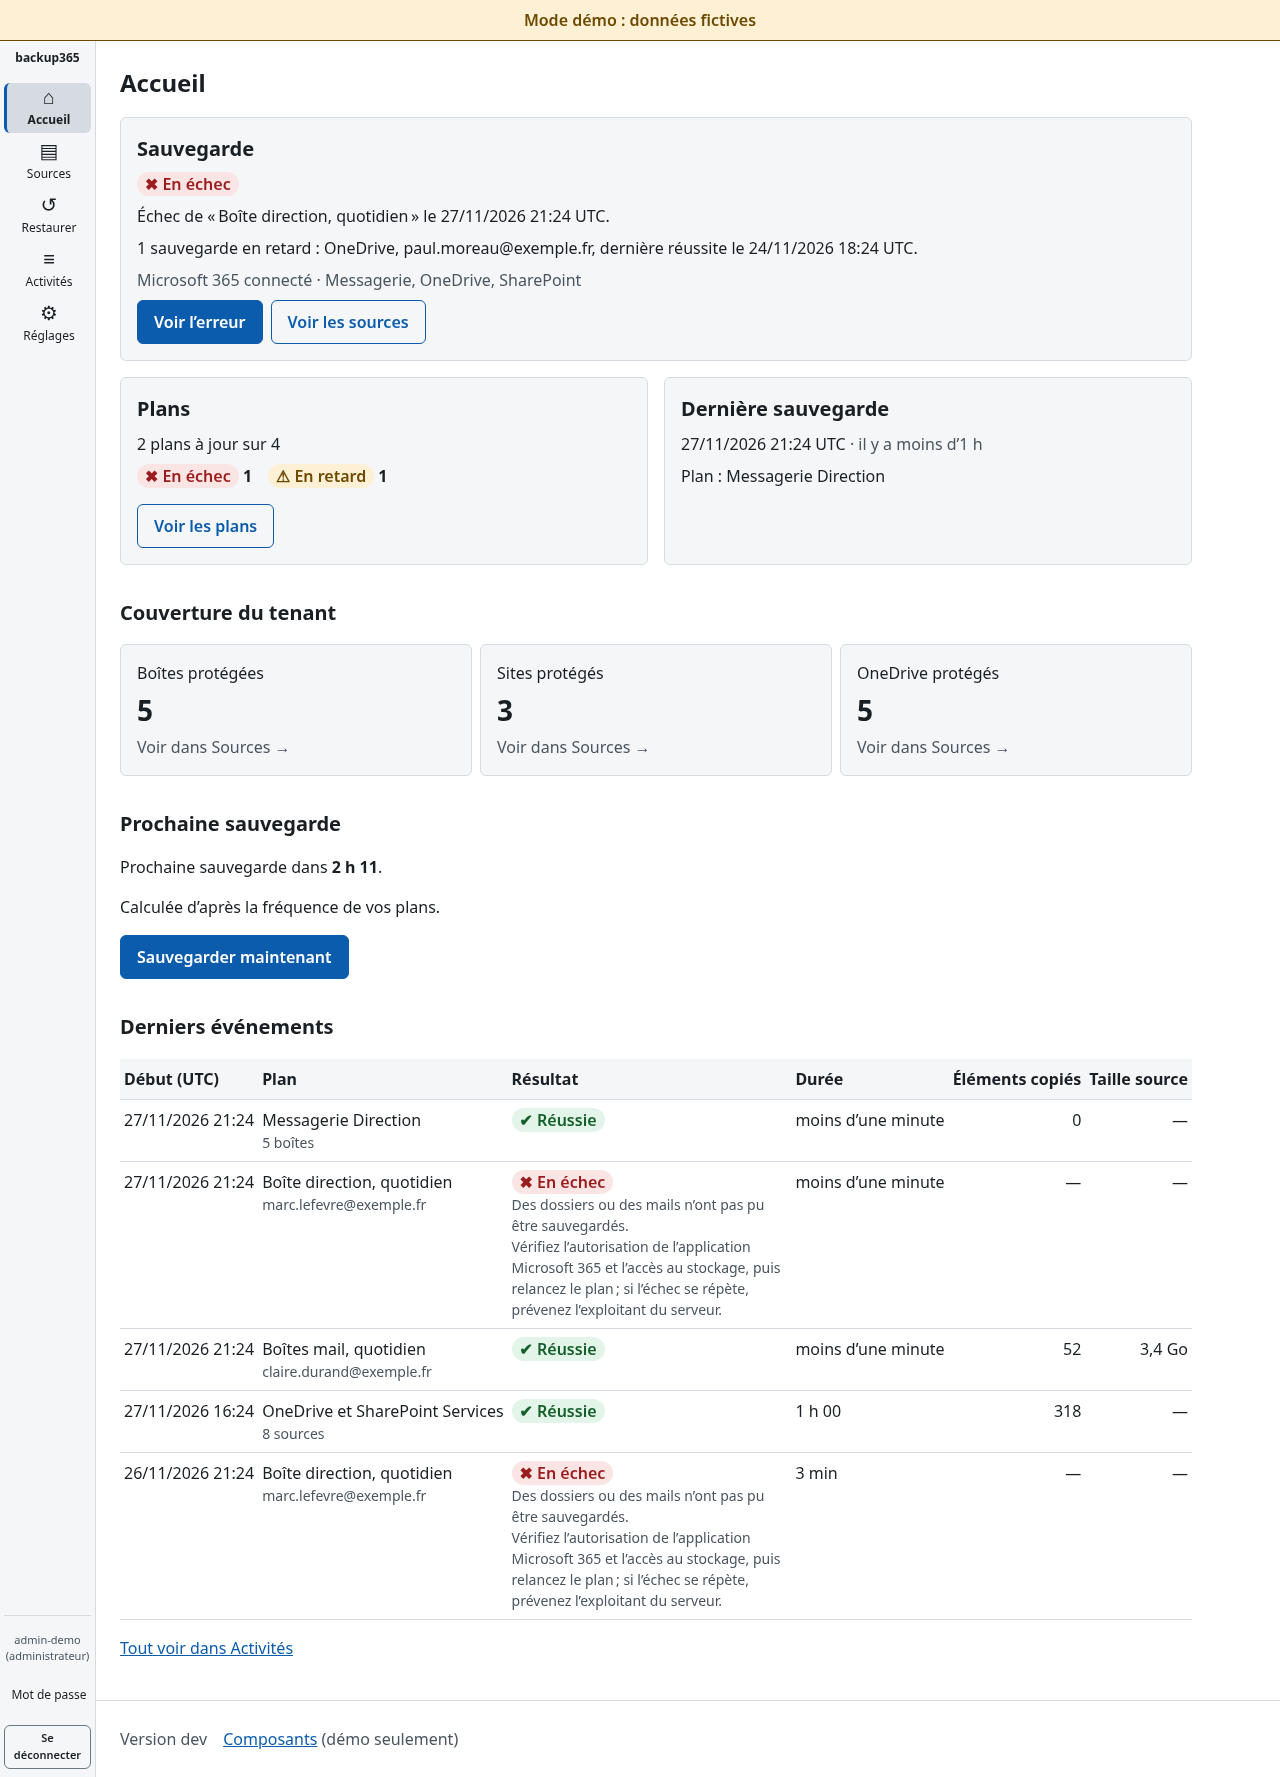 Mode démo : données fictives
backup365
Accueil
Sources
Restaurer
Activités
Réglages
admin-demo
(administrateur)
Mot de passe
Se
déconnecter
Accueil
Sauvegarde
✖ En échec
Échec de « Boîte direction, quotidien » le 27/11/2026 21:24 UTC.
1 sauvegarde en retard : OneDrive, paul.moreau@exemple.fr, dernière réussite le 24/11/2026 18:24 UTC.
Microsoft 365 connecté · Messagerie, OneDrive, SharePoint
Voir l’erreur
Voir les sources
Plans
2 plans à jour sur 4
✖ En échec 1 ⚠ En retard 1
Voir les plans
Dernière sauvegarde
27/11/2026 21:24 UTC · il y a moins d’1 h
Plan : Messagerie Direction
Couverture du tenant
Boîtes protégées
5
Voir dans Sources →
Sites protégés
3
Voir dans Sources →
OneDrive protégés
5
Voir dans Sources →
Prochaine sauvegarde
Prochaine sauvegarde dans 2 h 11.
Calculée d’après la fréquence de vos plans.
Sauvegarder maintenant
Derniers événements
Début (UTC) Plan Résultat Durée Éléments copiés Taille source
27/11/2026 21:24 Messagerie Direction ✔ Réussie moins d’une minute 0 —
5 boîtes
27/11/2026 21:24 Boîte direction, quotidien ✖ En échec moins d’une minute — —
marc.lefevre@exemple.fr Des dossiers ou des mails n’ont pas pu
être sauvegardés.
Vérifiez l’autorisation de l’application
Microsoft 365 et l’accès au stockage, puis
relancez le plan ; si l’échec se répète,
prévenez l’exploitant du serveur.
27/11/2026 21:24 Boîtes mail, quotidien ✔ Réussie moins d’une minute 52 3,4 Go
claire.durand@exemple.fr
27/11/2026 16:24 OneDrive et SharePoint Services ✔ Réussie 1 h 00 318 —
8 sources
26/11/2026 21:24 Boîte direction, quotidien ✖ En échec 3 min — —
marc.lefevre@exemple.fr Des dossiers ou des mails n’ont pas pu
être sauvegardés.
Vérifiez l’autorisation de l’application
Microsoft 365 et l’accès au stockage, puis
relancez le plan ; si l’échec se répète,
prévenez l’exploitant du serveur.
Tout voir dans Activités
Version dev Composants (démo seulement)